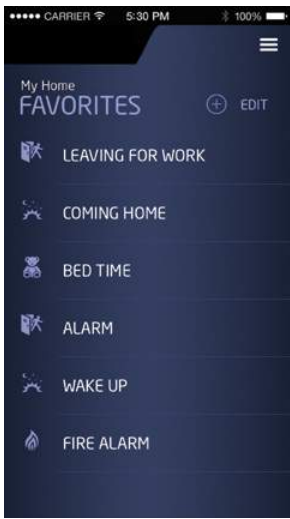 CARRIER 5:30 PM 100%
My Home
FAVORITES EDIT
LEAVING FOR WORK
COMING HOME
BED TIME
ALARM
WAKE UP
FIRE ALARM